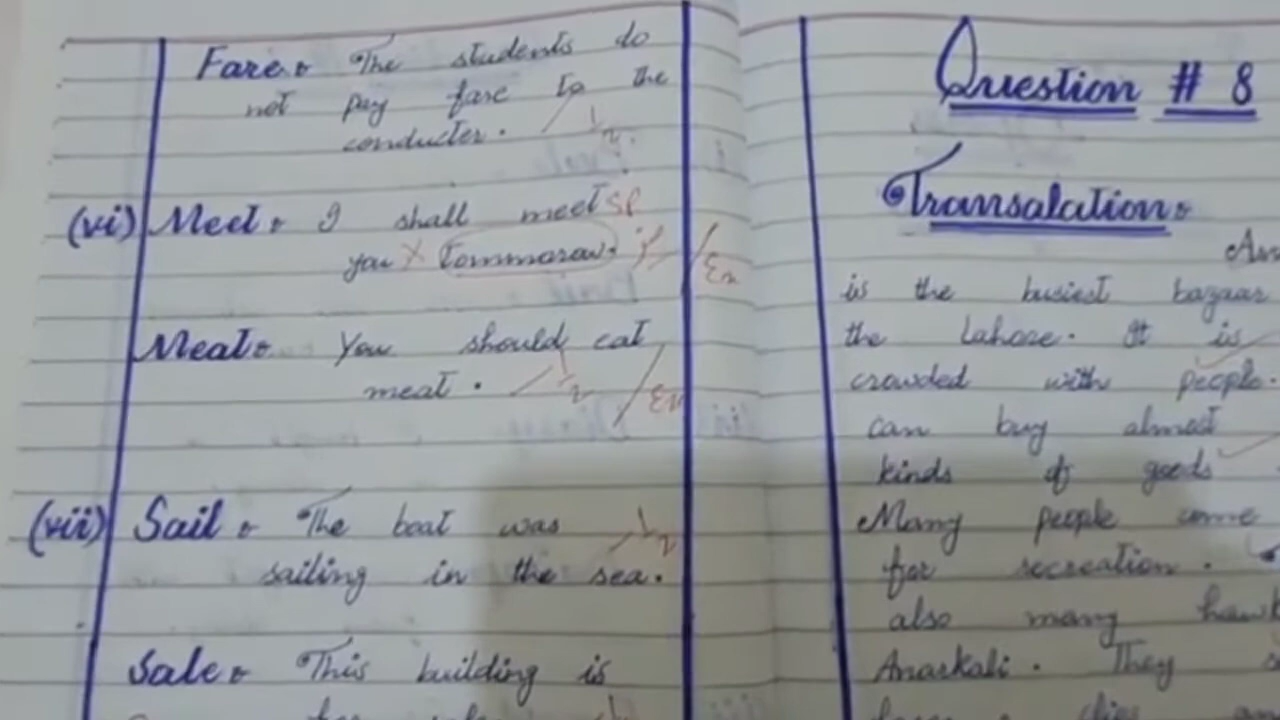 Fare:- The students do
not pay fare to the
conductor.
(vi) Meet:- I shall meet SP
you X tommoraw.
Meat:- You should eat
meat.
(vii) Sail:- The boat was
sailing in the sea.
Sale:- This building is
Question # 8
Transalation:-
is the busiest bazaar
the Lahore. It is
crowded with people.
can buy almost
kinds of goods
Many people come
for recreation.
also many
Anarkali. They